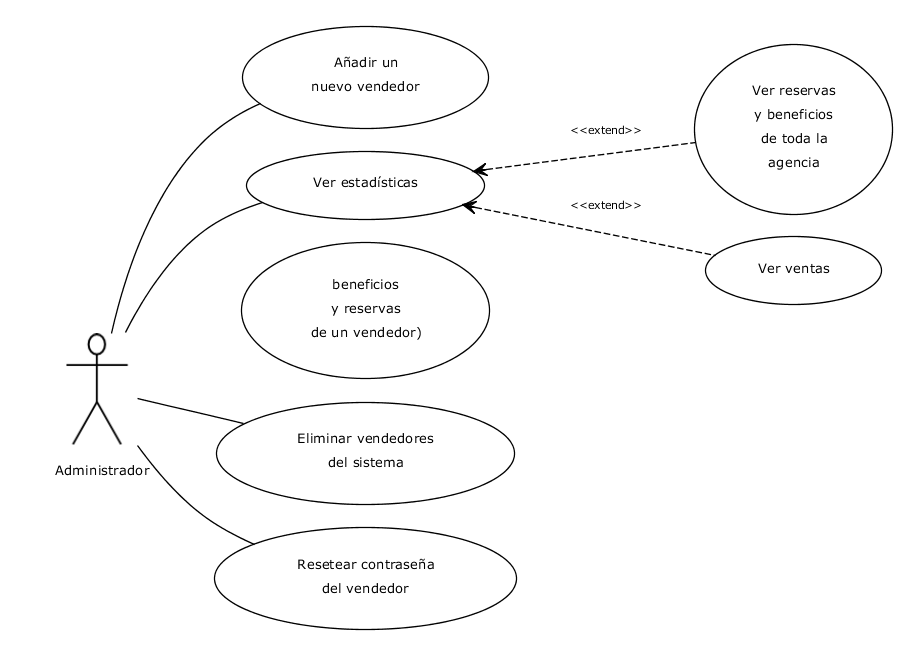 Añadir un
nuevo vendedor
Ver reservas
y beneficios
de toda la
agencia
<<extend>>
Ver estadísticas
<<extend>>
Ver ventas
beneficios
y reservas
de un vendedor)
Eliminar vendedores
del sistema
Administrador
Resetear contraseña
del vendedor